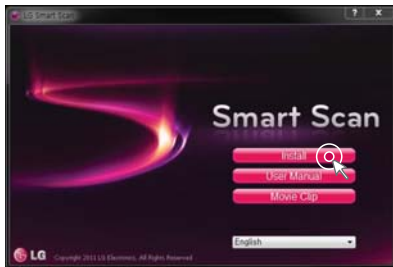 LG Smart Scan
? X
Smart Scan
Install
User Manual
Movie Clip
English
LG Copyright 2011 LG Electronics. All Rights Reserved